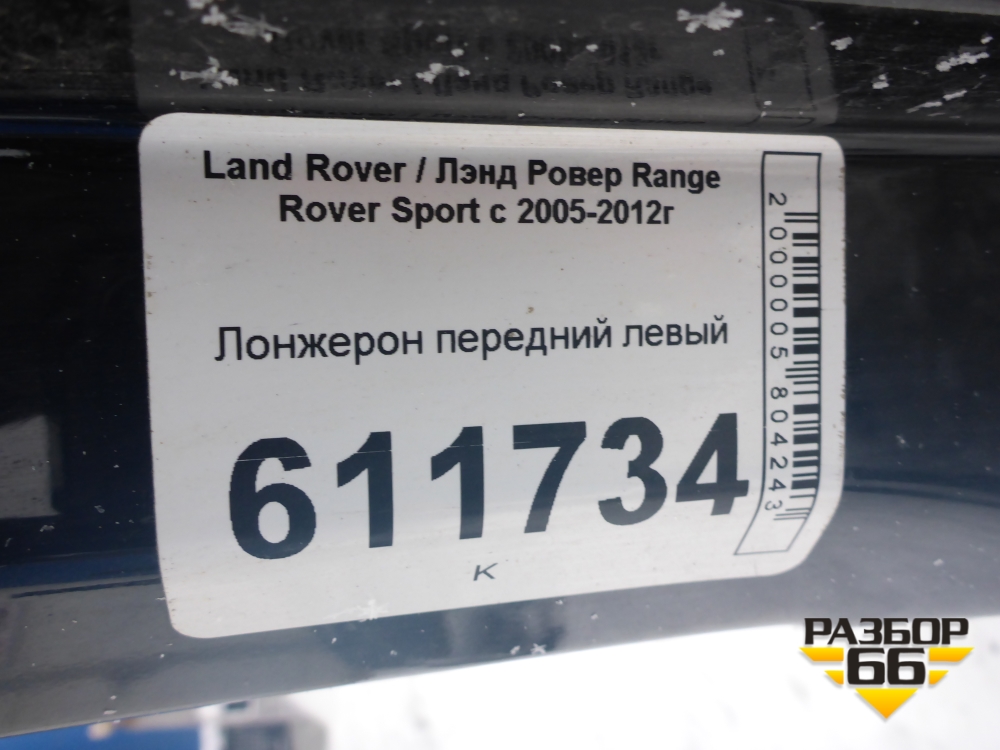 Land Rover / Лэнд Ровер Range
Rover Sport с 2005-2012г
Лонжерон передний левый
611734
К
2000005804243
РАЗБОР
66